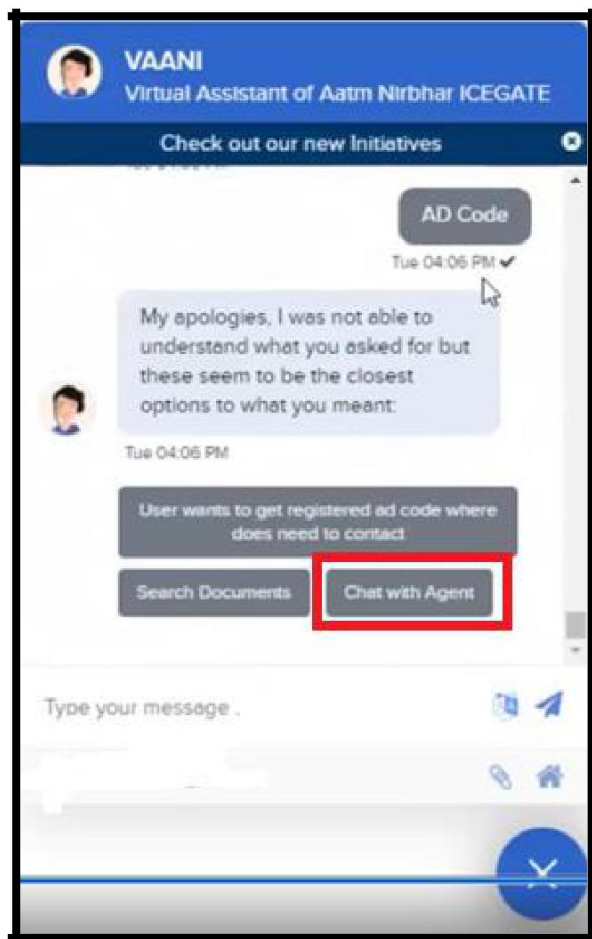 VAANI
Virtual Assistant of Aatm Nirbhar ICEGATE
Check out our new Initiatives
AD Code
Tue 04:06 PM
My apologies, I was not able to
understand what you asked for but
these seem to be the closest
options to what you meant:
Tue 04:06 PM
User wants to get registered ad code where
does need to contact
Search Documents
Chat with Agent
Type your message .